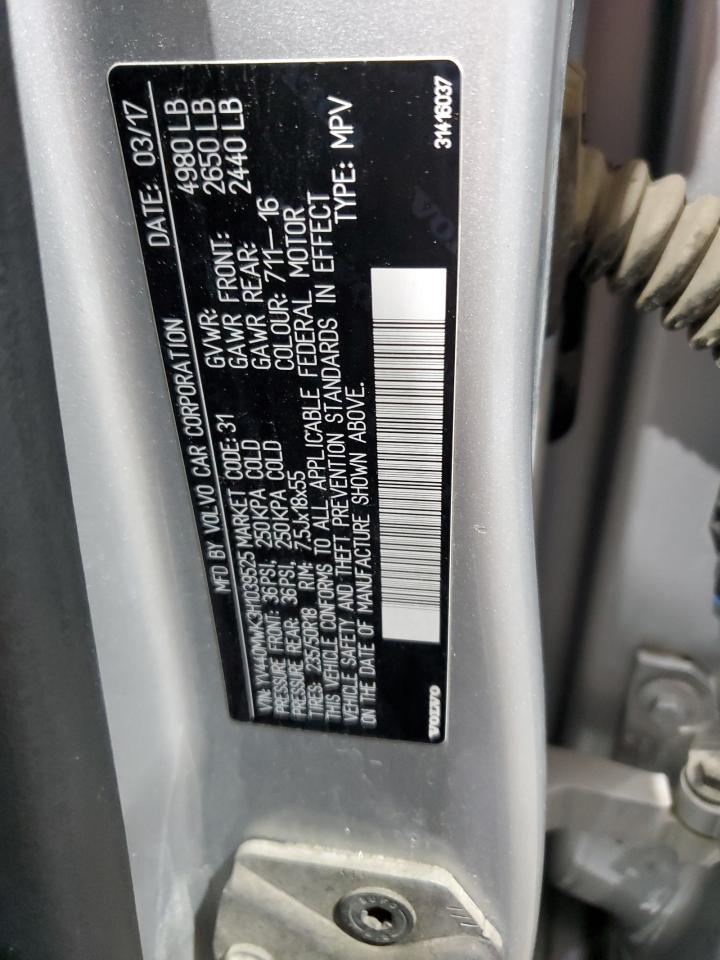 MFD BY VOLVO CAR CORPORATION DATE: 03/17
VIN: YV440MWK3H1039525 MARKET CODE: 31 GVWR: 4980 LB
PRESSURE FRONT: 36PSI, 250KPA COLD GAWR FRONT: 2650 LB
PRESSURE REAR: 36PSI, 250KPA COLD GAWR REAR: 2440 LB
TIRES: 235/50R18 RIM: 7.5Jx18x55 COLOUR: 711--16
THIS VEHICLE CONFORMS TO ALL APPLICABLE FEDERAL MOTOR
VEHICLE SAFETY AND THEFT PREVENTION STANDARDS IN EFFECT
ON THE DATE OF MANUFACTURE SHOWN ABOVE. TYPE: MPV
VOLVO 31416037